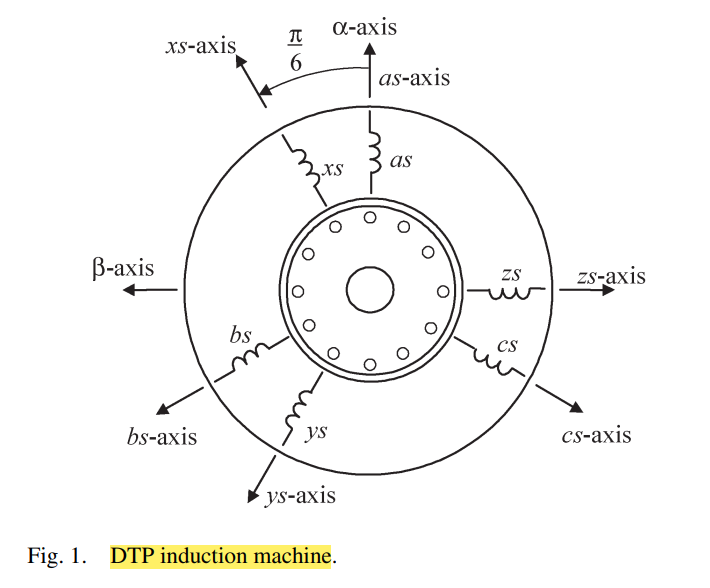 α-axis
xs-axis
π
6
as-axis
xs
as
β-axis
zs
zs-axis
bs
cs
ys
bs-axis
cs-axis
ys-axis
Fig. 1. DTP induction machine.